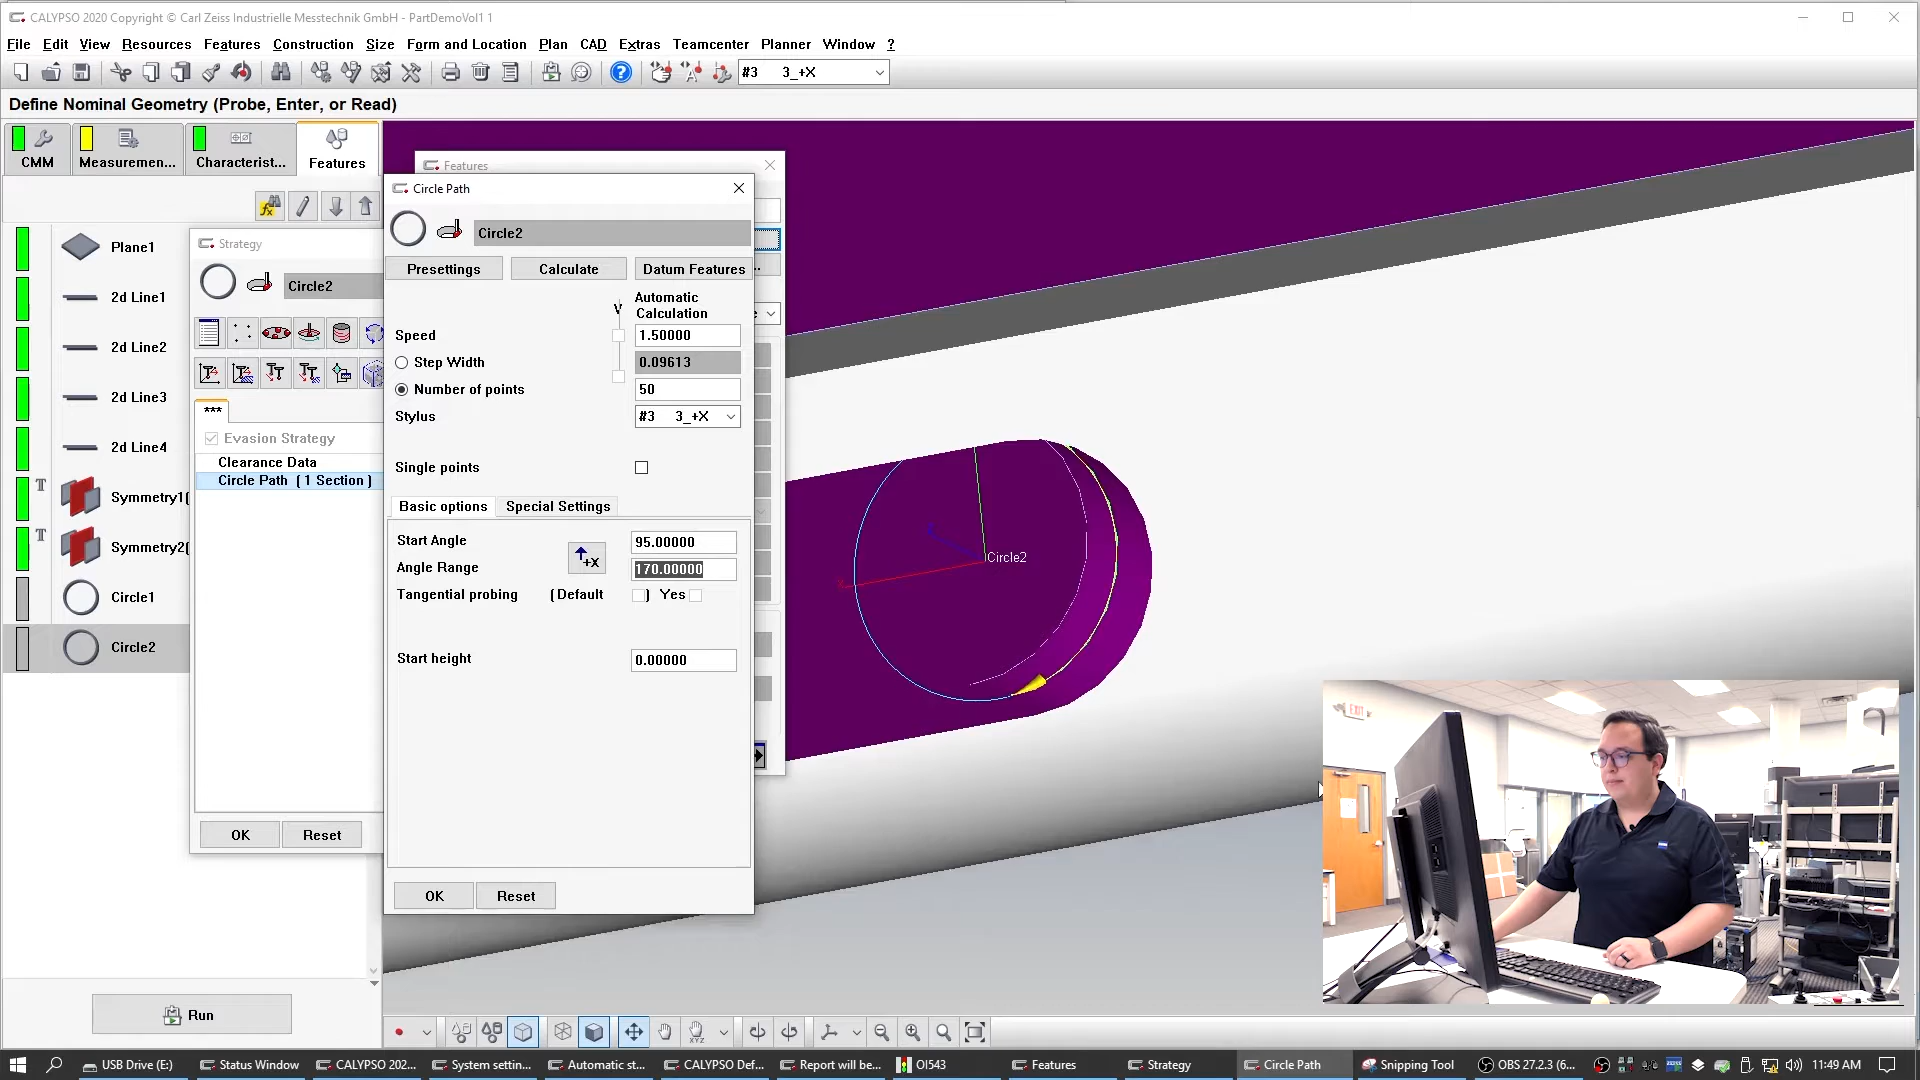 CALYPSO 2020 Copyright © Carl Zeiss Industrielle Messtechnik GmbH - PartDemoVol1 1
File Edit View Resources Features Construction Size Form and Location Plan CAD Extras Teamcenter Planner Window ?
#3 3_+X
Define Nominal Geometry (Probe, Enter, or Read)
CMM
Measuremen...
Characterist...
Features
Plane1
2d Line1
2d Line2
2d Line3
2d Line4
T Symmetry1(
T Symmetry2(
Circle1
Circle2
Run
Strategy
Circle2
***
Evasion Strategy
Clearance Data
Circle Path [ 1 Section ]
OK Reset
Features
Circle Path
Circle2
Presettings Calculate Datum Features
V Automatic Calculation
Speed 1.50000
Step Width 0.09613
Number of points 50
Stylus #3 3_+X
Single points
Basic options Special Settings
Start Angle 95.00000
+X
Angle Range 170.00000
Tangential probing (Default ) Yes
Start height 0.00000
OK Reset
Circle2
EXIT
XYZ
USB Drive (E:) Status Window CALYPSO 202... System settin... Automatic st... CALYPSO Def... Report will be... OI543 Features Strategy Circle Path Snipping Tool OBS 27.2.3 (6... 11:49 AM